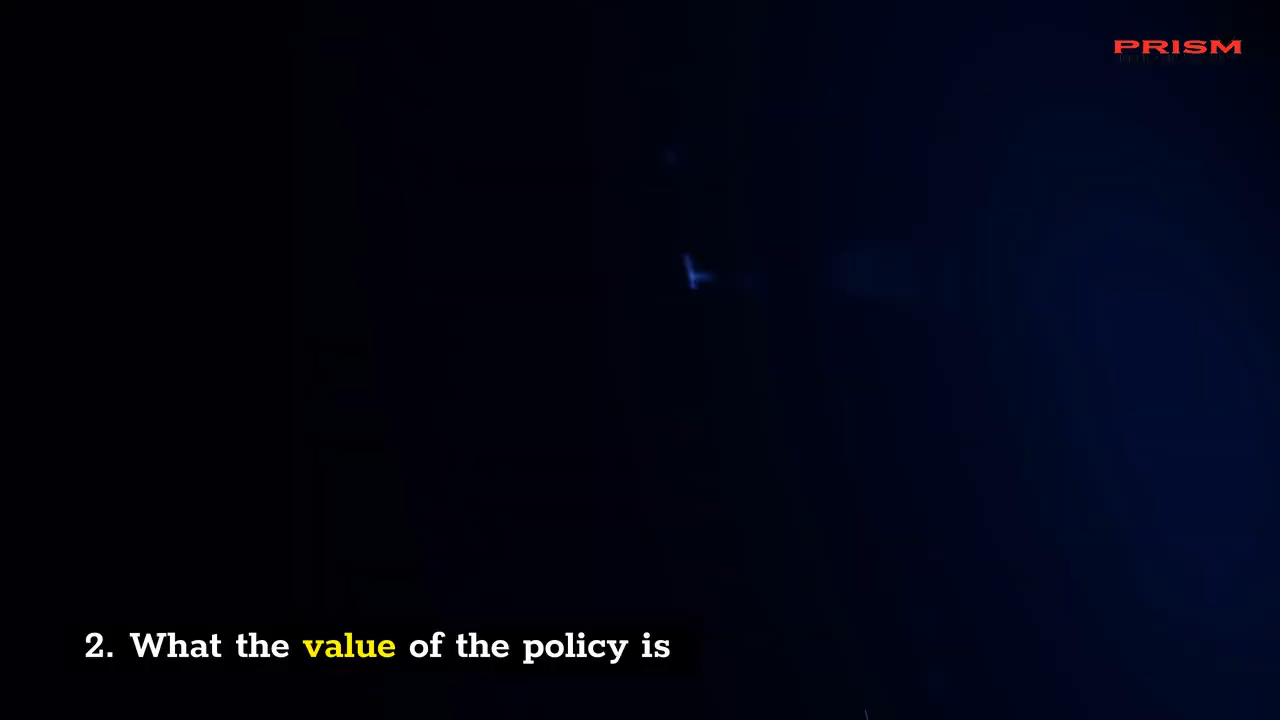 PRISM
2. What the value of the policy is